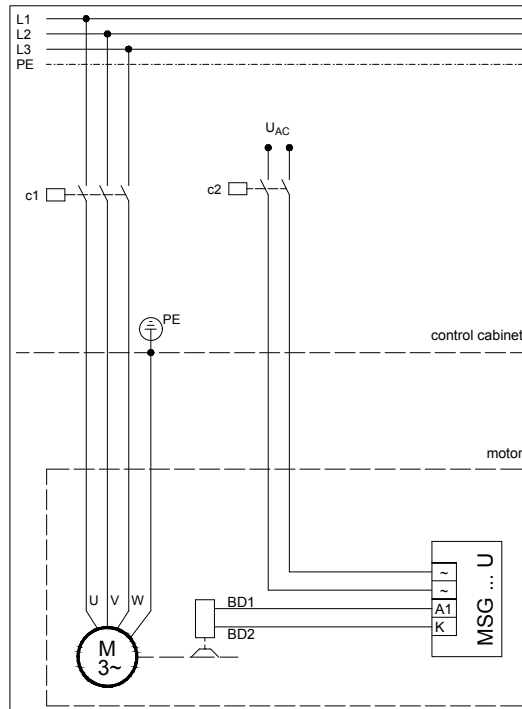 L1
L2
L3
PE
UAC
c1
c2
PE
control cabinet
motor
~
U V W
BD1
~
A1
BD2
K
MSG ... U
M
3~